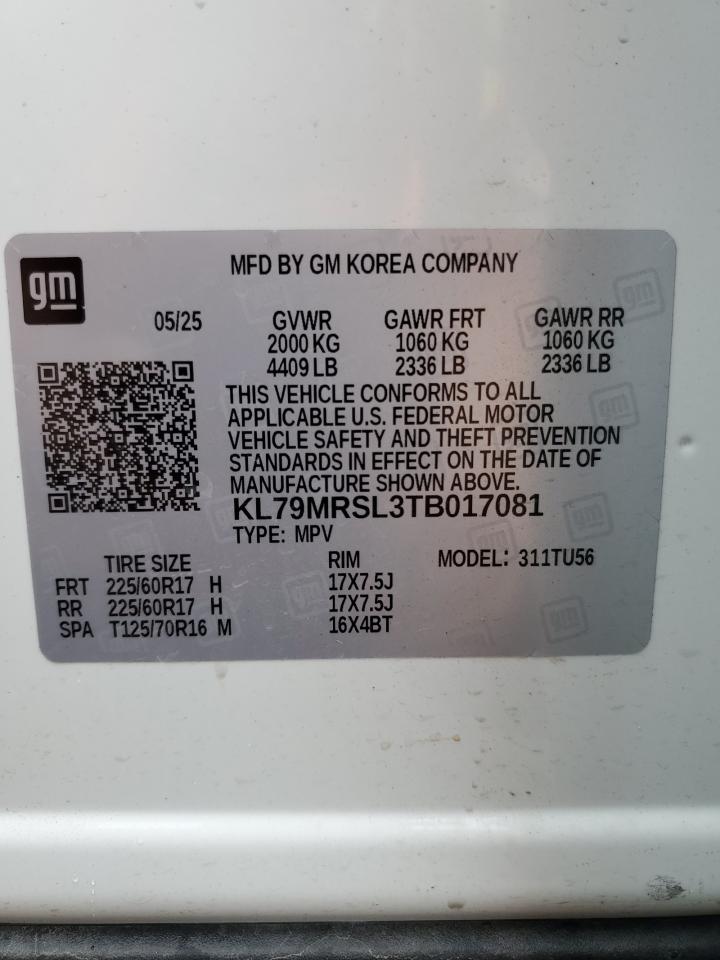 gm
MFD BY GM KOREA COMPANY
05/25 GVWR GAWR FRT GAWR RR
2000 KG 1060 KG 1060 KG
4409 LB 2336 LB 2336 LB
THIS VEHICLE CONFORMS TO ALL
APPLICABLE U.S. FEDERAL MOTOR
VEHICLE SAFETY AND THEFT PREVENTION
STANDARDS IN EFFECT ON THE DATE OF
MANUFACTURE SHOWN ABOVE.
KL79MRSL3TB017081
TYPE: MPV
TIRE SIZE RIM MODEL: 311TU56
FRT 225/60R17 H 17X7.5J
RR 225/60R17 H 17X7.5J
SPA T125/70R16 M 16X4BT